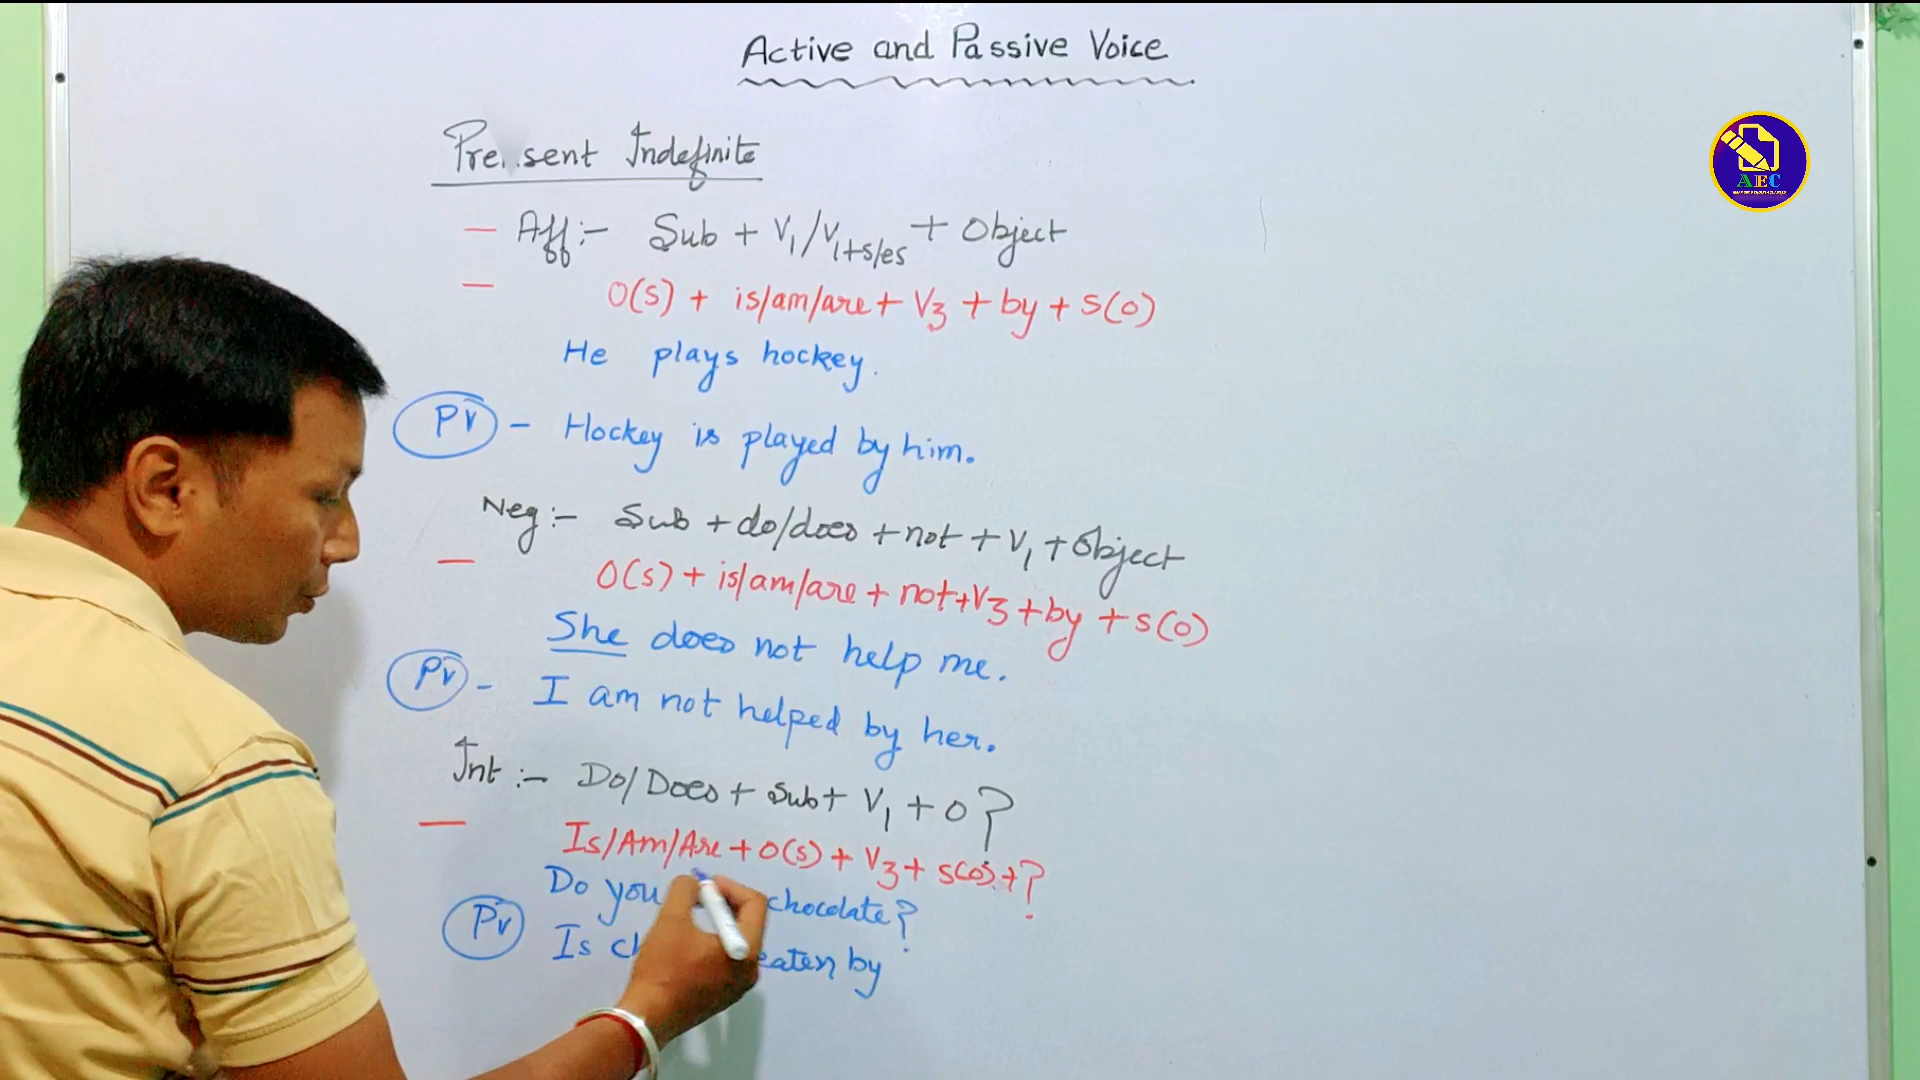 Active and Passive Voice
AEC
Present Indefinite
— Aff:- Sub + V1/V1+s/es + Object
— O(S) + is/am/are + V3 + by + S(O)
He plays hockey.
PV - Hockey is played by him.
Neg:- Sub + do/does + not + V1 + Object
— O(S) + is/am/are + not + V3 + by + S(O)
She does not help me.
PV - I am not helped by her.
Int :- Do/Does + Sub + V1 + O ?
— Is/Am/Are + O(S) + V3 + S(O) + ?
Do you chocolate?
PV Is eaten by